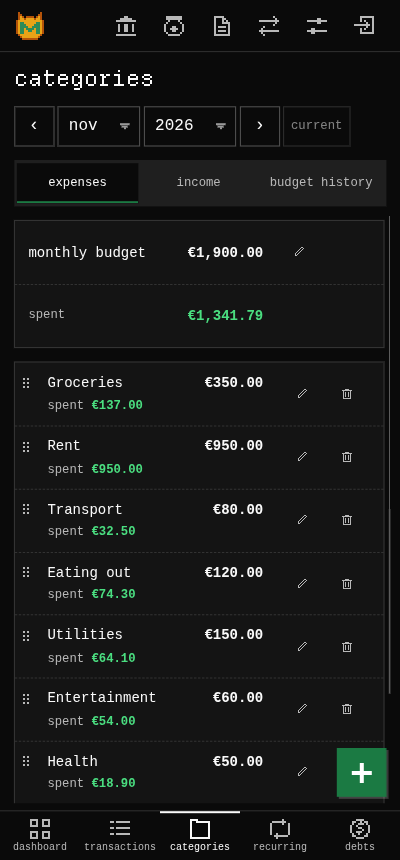 categories
‹ nov 2026 › current
expenses income budget history
monthly budget €1,900.00
spent €1,341.79
Groceries €350.00
spent €137.00
Rent €950.00
spent €950.00
Transport €80.00
spent €32.50
Eating out €120.00
spent €74.30
Utilities €150.00
spent €64.10
Entertainment €60.00
spent €54.00
Health €50.00
spent €18.90
+
dashboard transactions categories recurring debts